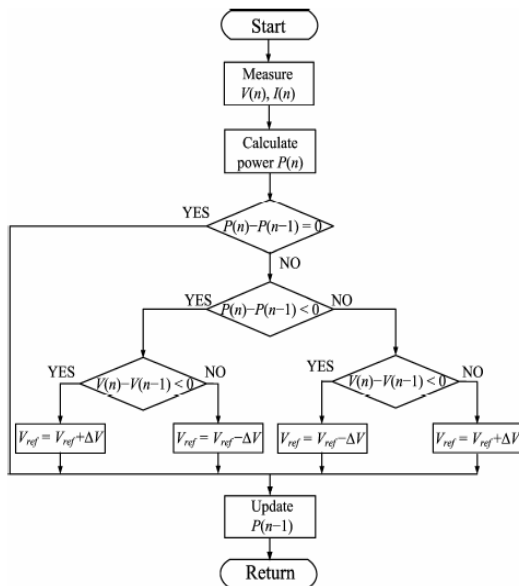 Start
Measure
V(n), I(n)
Calculate
power P(n)
YES
P(n)−P(n−1) = 0
NO
YES
P(n)−P(n−1) < 0
NO
YES
V(n)−V(n−1) < 0
NO
YES
V(n)−V(n−1) < 0
NO
Vref = Vref+ΔV
Vref = Vref−ΔV
Vref = Vref−ΔV
Vref = Vref+ΔV
Update
P(n−1)
Return